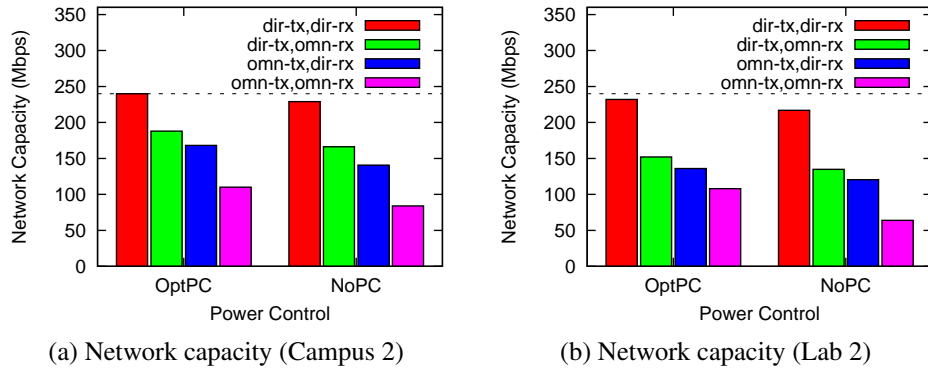 350
300
250
200
150
100
50
0
Network Capacity (Mbps)
dir-tx,dir-rx
dir-tx,omn-rx
omn-tx,dir-rx
omn-tx,omn-rx
OptPC NoPC
Power Control
(a) Network capacity (Campus 2)
350
300
250
200
150
100
50
0
Network Capacity (Mbps)
dir-tx,dir-rx
dir-tx,omn-rx
omn-tx,dir-rx
omn-tx,omn-rx
OptPC NoPC
Power Control
(b) Network capacity (Lab 2)